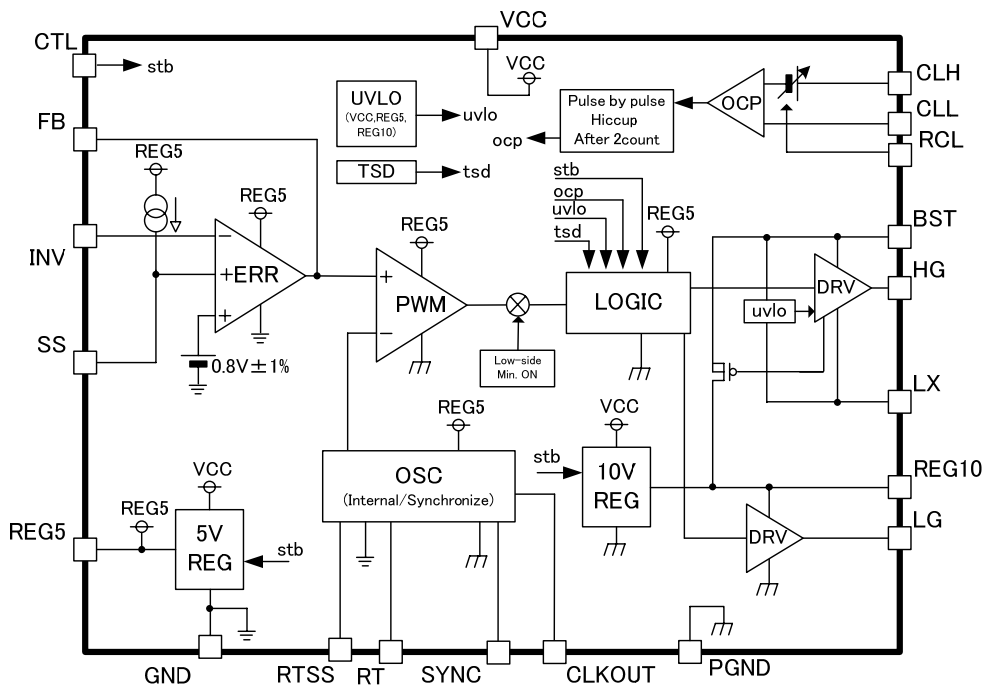 VCC
CTL
stb
VCC
CLH
UVLO
(VCC,REG5,
REG10)
uvlo
OCP
Pulse by pulse
Hiccup
After 2count
ocp
CLL
FB
RCL
REG5
TSD
tsd
stb
ocp
uvlo
tsd
REG5
REG5
REG5
BST
INV
−
+
ERR
+
+
PWM
−
LOGIC
DRV
HG
uvlo
SS
0.8V±1%
Low-side
Min. ON
LX
REG5
VCC
OSC
(Internal/Synchronize)
stb
10V
REG
REG10
VCC
REG5
REG5
5V
REG
stb
DRV
LG
GND
RTSS
RT
SYNC
CLKOUT
PGND